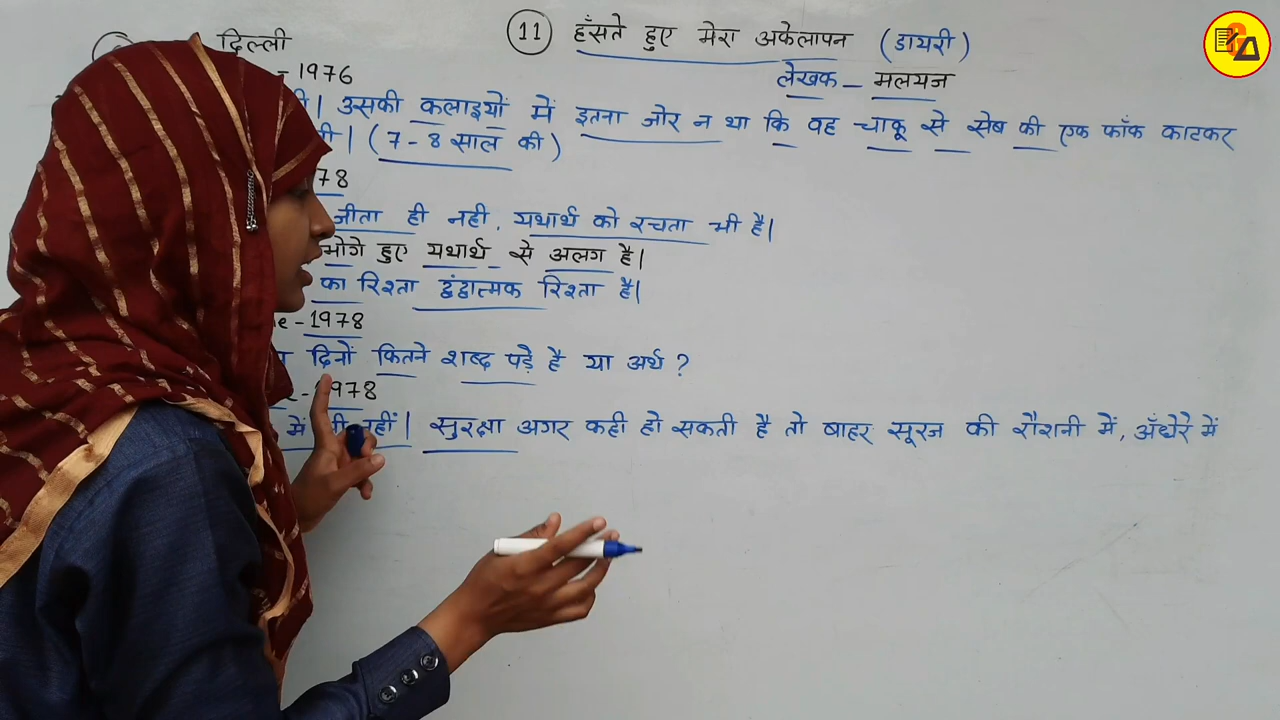 11 हँसते हुए मेरा अकेलापन (डायरी)
लेखक - मलयज
दिल्ली
- 1976
उसकी कलाइयों में इतना जोर न था कि वह चाकू से सेब की एक फाँक काटकर
(7-8 साल की)
78
जीता ही नही, यथार्थ को रचता भी है।
भोगे हुए यथार्थ से अलग है।
का रिश्ता द्वंद्वात्मक रिश्ता है।
- 1978
दिनों कितने शब्द पड़े है या अर्थ ?
- 1978
में भी नहीं। सुरक्षा अगर कही हो सकती है तो बाहर सूरज की रौशनी में, अँधेरे में